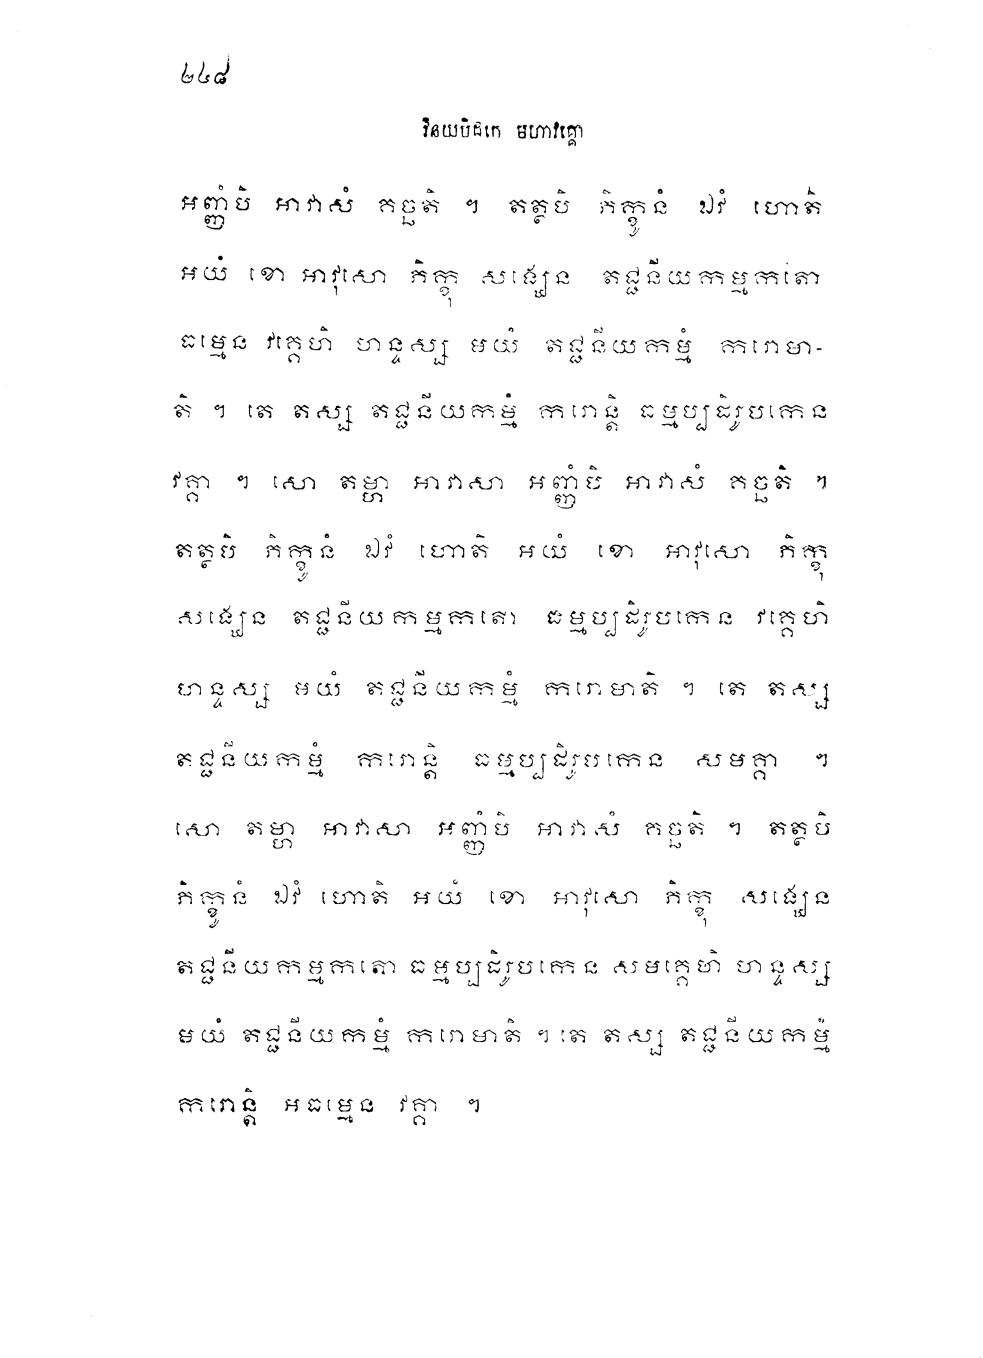 ២៤៨
វិនយបិដកេ មហាវគ្គោ
អញ្ញំបិ អាវាសំ គច្ឆតិ ។ តត្ថបិ ភិក្ខូនំ ឯវំ ហោតិ
អយំ ខោ អាវុសោ ភិក្ខុ សង្ឃេន តជ្ជនីយកម្មកតោ
ធម្មេន វគ្គេហិ ហន្ទស្ស មយំ តជ្ជនីយកម្មំ ករោមា-
តិ ។ តេ តស្ស តជ្ជនីយកម្មំ ករោន្តិ ធម្មប្បដិរូបកេន
វគ្គា ។ សោ តម្ហា អាវាសា អញ្ញំបិ អាវាសំ គច្ឆតិ ។
តត្ថបិ ភិក្ខូនំ ឯវំ ហោតិ អយំ ខោ អាវុសោ ភិក្ខុ
សង្ឃេន តជ្ជនីយកម្មកតោ ធម្មប្បដិរូបកេន វគ្គេហិ
ហន្ទស្ស មយំ តជ្ជនីយកម្មំ ករោមាតិ ។ តេ តស្ស
តជ្ជនីយកម្មំ ករោន្តិ ធម្មប្បដិរូបកេន សមគ្គា ។
សោ តម្ហា អាវាសា អញ្ញំបិ អាវាសំ គច្ឆតិ ។ តត្ថបិ
ភិក្ខូនំ ឯវំ ហោតិ អយំ ខោ អាវុសោ ភិក្ខុ សង្ឃេន
តជ្ជនីយកម្មកតោ ធម្មប្បដិរូបកេន សមគ្គេហិ ហន្ទស្ស
មយំ តជ្ជនីយកម្មំ ករោមាតិ ។ តេ តស្ស តជ្ជនីយកម្មំ
ករោន្តិ អធម្មេន វគ្គា ។